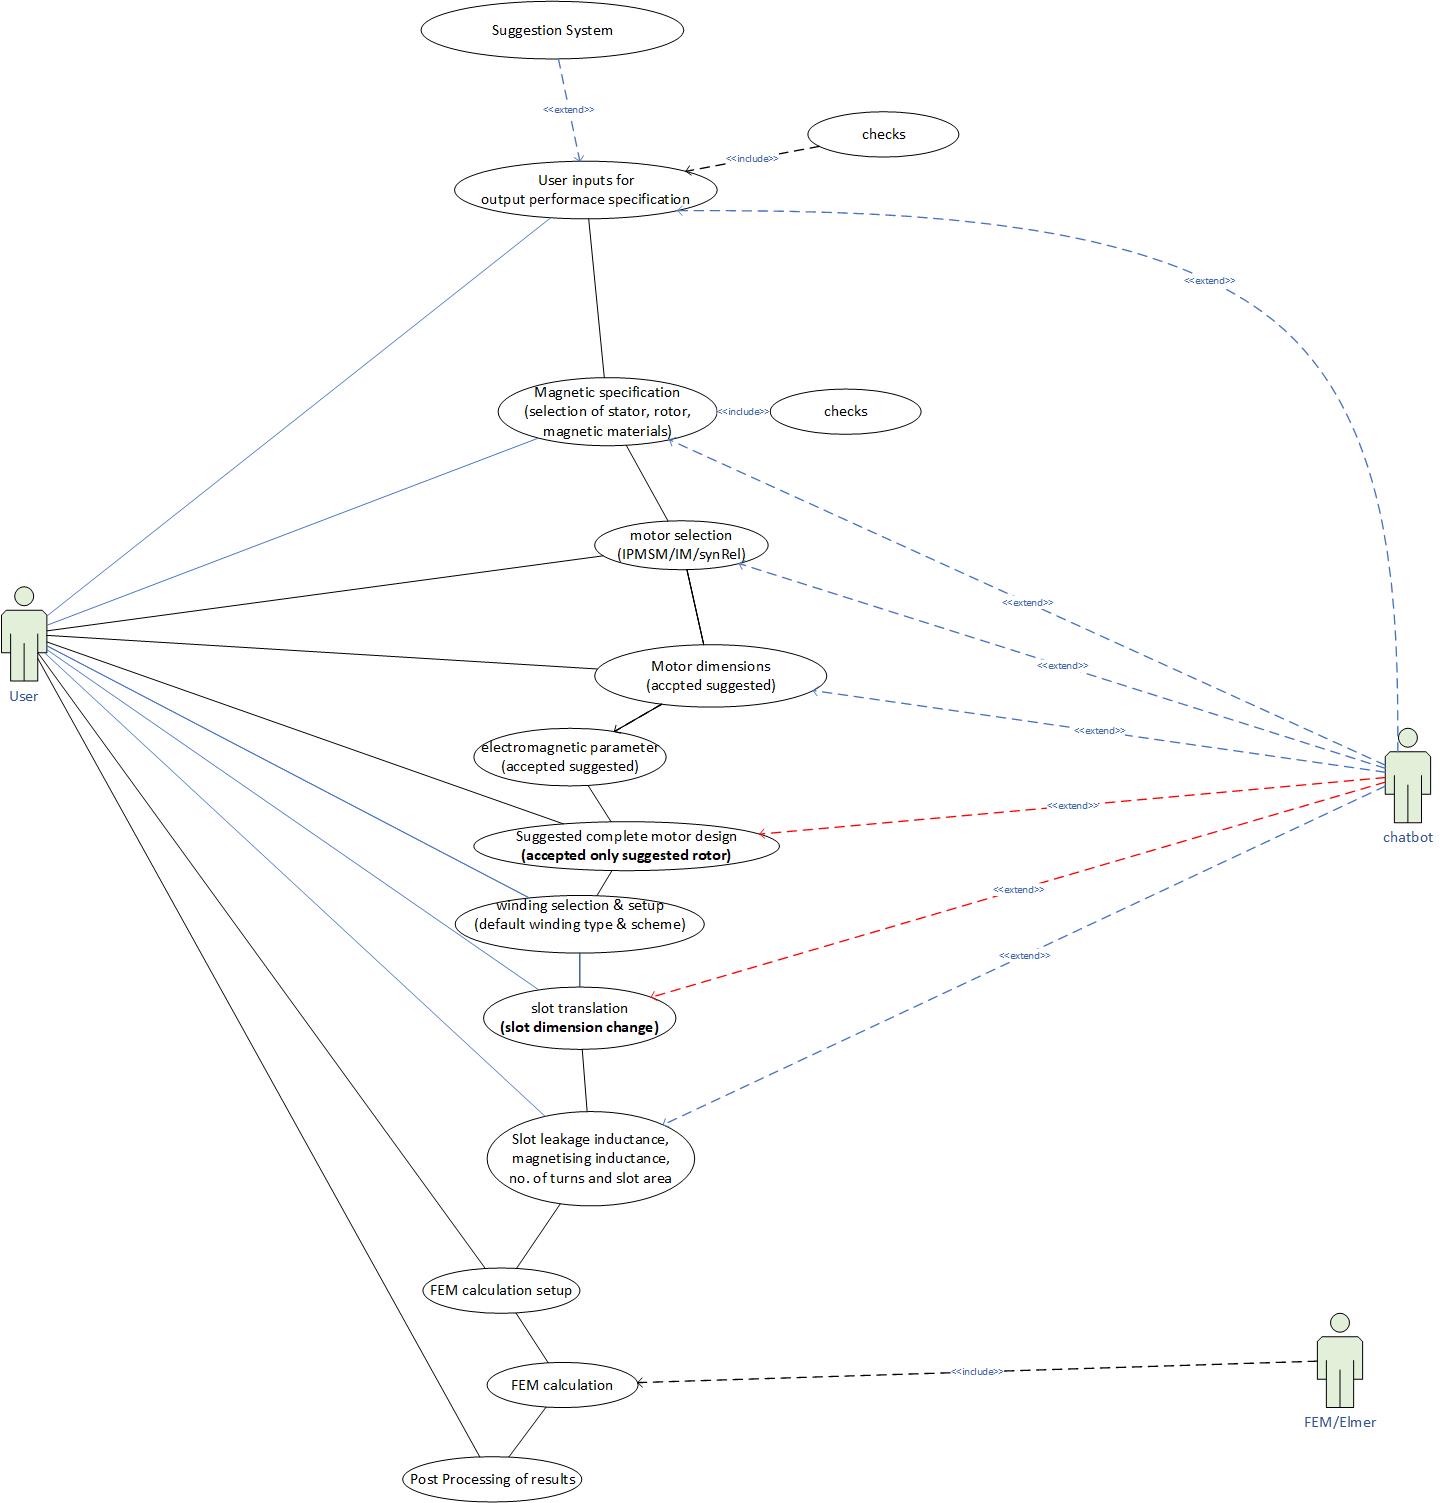 Suggestion System
<<extend>>
checks
<<include>>
User inputs for
output performace specification
<<extend>>
Magnetic specification
(selection of stator, rotor,
magnetic materials)
<<include>>
checks
motor selection
(IPMSM/IM/synRel)
<<extend>>
Motor dimensions
(accpted suggested)
<<extend>>
User
<<extend>>
electromagnetic parameter
(accepted suggested)
<<extend>>
Suggested complete motor design
(accepted only suggested rotor)
chatbot
<<extend>>
winding selection & setup
(default winding type & scheme)
<<extend>>
slot translation
(slot dimension change)
Slot leakage inductance,
magnetising inductance,
no. of turns and slot area
FEM calculation setup
<<include>>
FEM calculation
FEM/Elmer
Post Processing of results